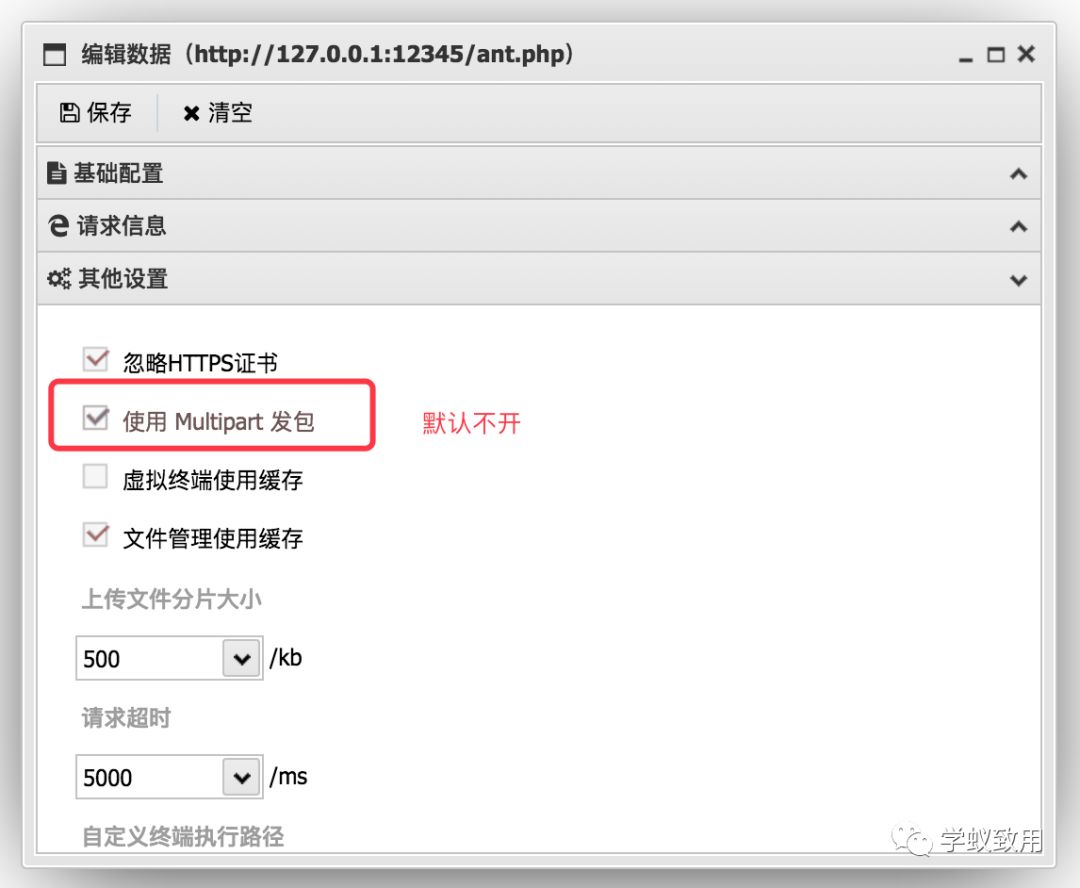 编辑数据（http://127.0.0.1:12345/ant.php）
保存 清空
基础配置
请求信息
其他设置
忽略HTTPS证书
使用 Multipart 发包 默认不开
虚拟终端使用缓存
文件管理使用缓存
上传文件分片大小
500 /kb
请求超时
5000 /ms
自定义终端执行路径
学蚁致用